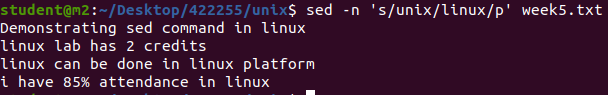 student@m2:~/Desktop/422255/unix$ sed -n 's/unix/linux/p' week5.txt
Demonstrating sed command in linux
linux lab has 2 credits
linux can be done in linux platform
i have 85% attendance in linux